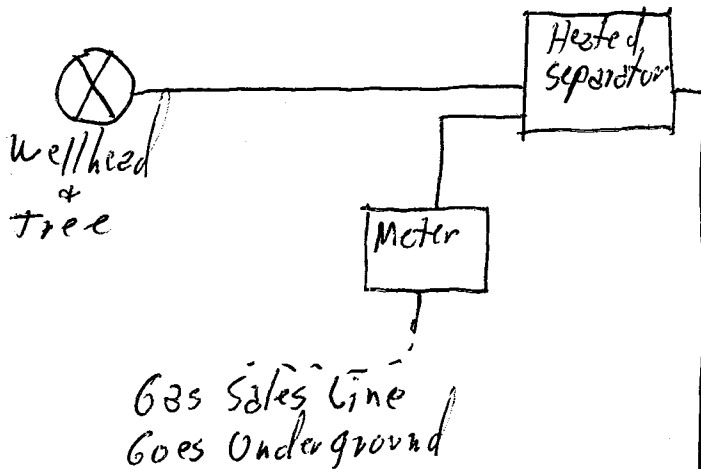 Heated
Separator
Wellhead
&
Tree
Meter
Gas Sales Line
Goes Underground